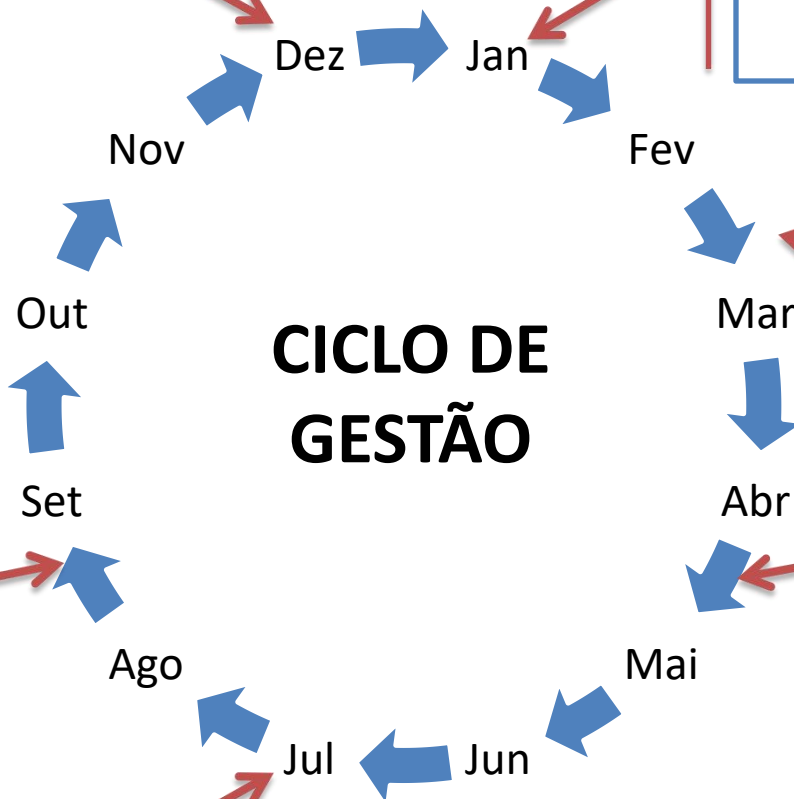 Dez
Jan
Nov
Fev
Out
Mar
CICLO DE
GESTÃO
Set
Abr
Ago
Mai
Jul
Jun